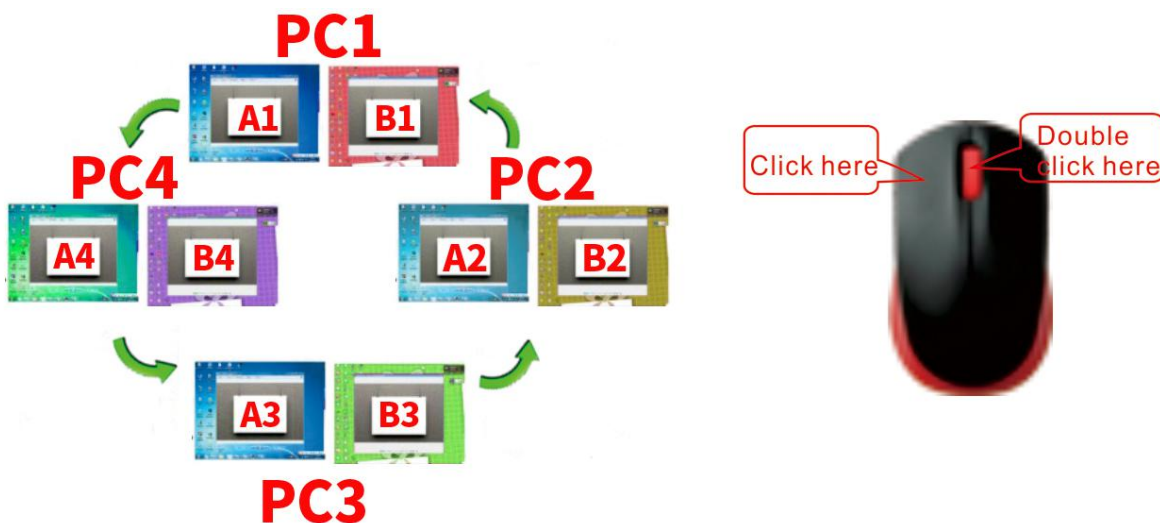 PC1
A1
B1
PC4
PC2
A4
B4
A2
B2
A3
B3
PC3
Click here
Double
click here